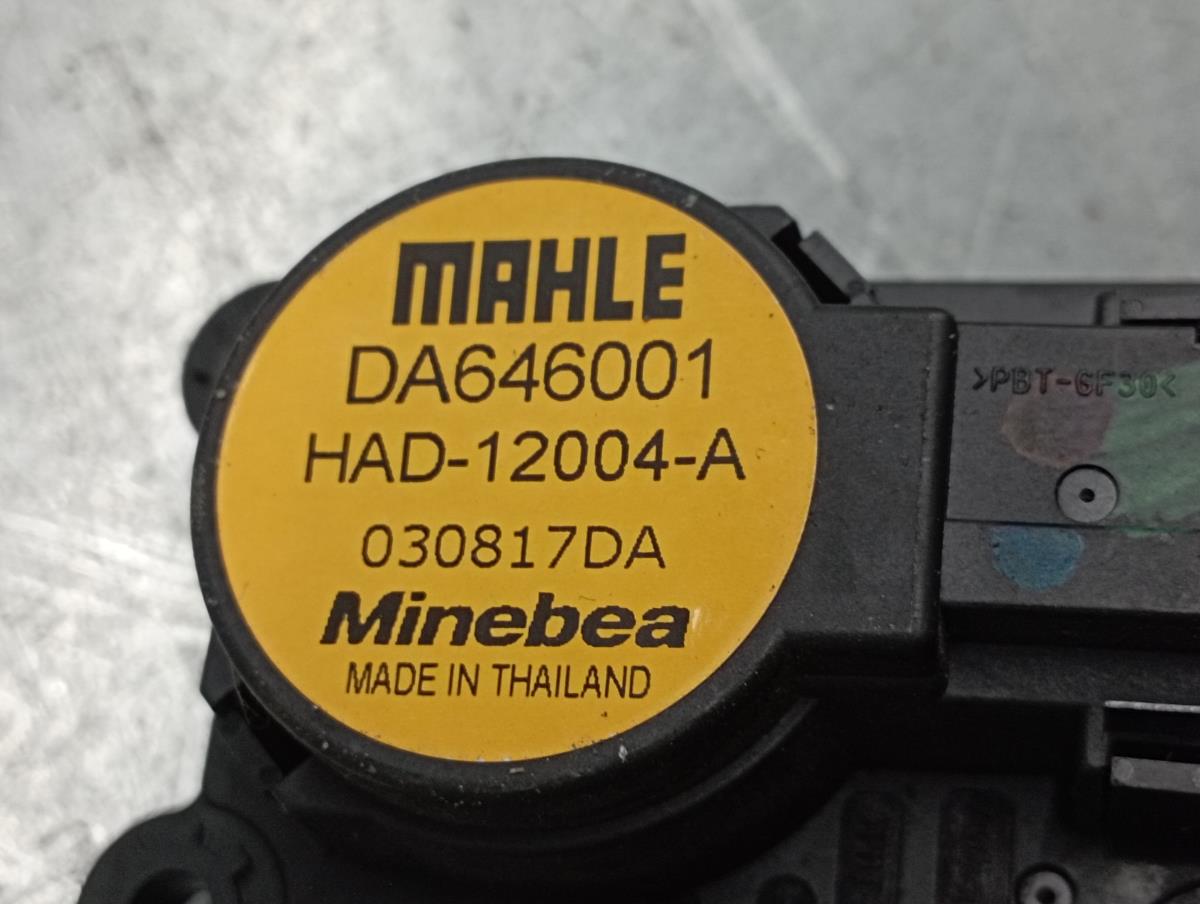 MAHLE
DA646001
HAD-12004-A
030817DA
Minebea
MADE IN THAILAND
>PBT-GF30<